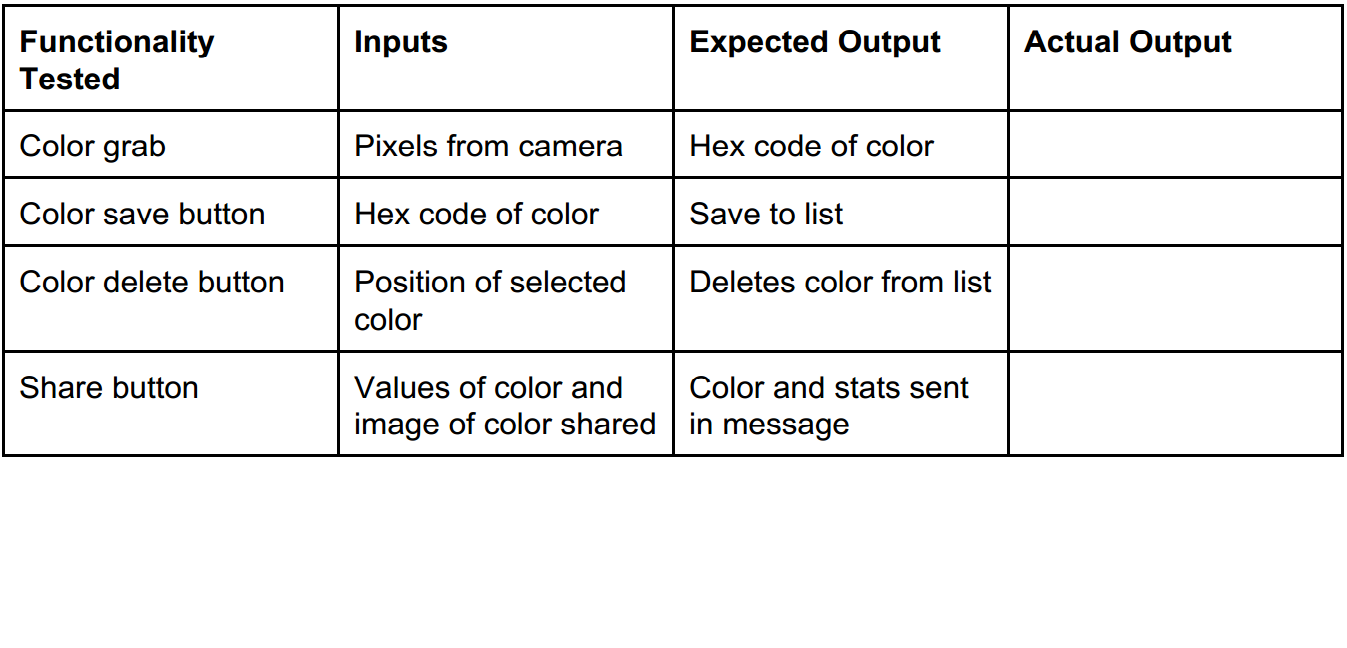 Functionality Tested Inputs Expected Output Actual Output
Color grab Pixels from camera Hex code of color
Color save button Hex code of color Save to list
Color delete button Position of selected color Deletes color from list
Share button Values of color and image of color shared Color and stats sent in message